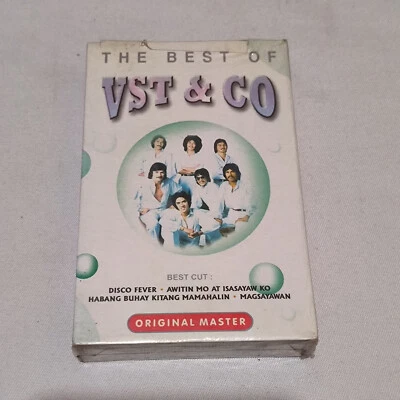 THE BEST OF
VST & CO
BEST CUT :
DISCO FEVER • AWITIN MO AT ISASAYAW KO
HABANG BUHAY KITANG MAMAHALIN • MAGSAYAWAN
ORIGINAL MASTER